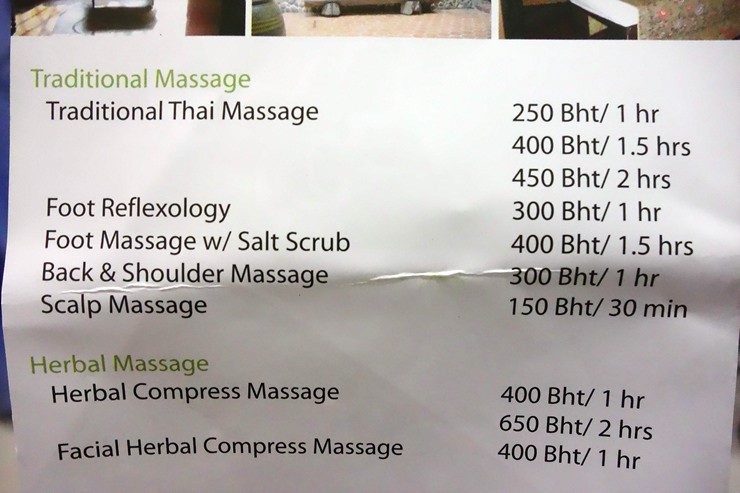 Traditional Massage
Traditional Thai Massage 250 Bht/ 1 hr
400 Bht/ 1.5 hrs
450 Bht/ 2 hrs
Foot Reflexology 300 Bht/ 1 hr
Foot Massage w/ Salt Scrub 400 Bht/ 1.5 hrs
Back & Shoulder Massage 300 Bht/ 1 hr
Scalp Massage 150 Bht/ 30 min
Herbal Massage
Herbal Compress Massage 400 Bht/ 1 hr
650 Bht/ 2 hrs
Facial Herbal Compress Massage 400 Bht/ 1 hr